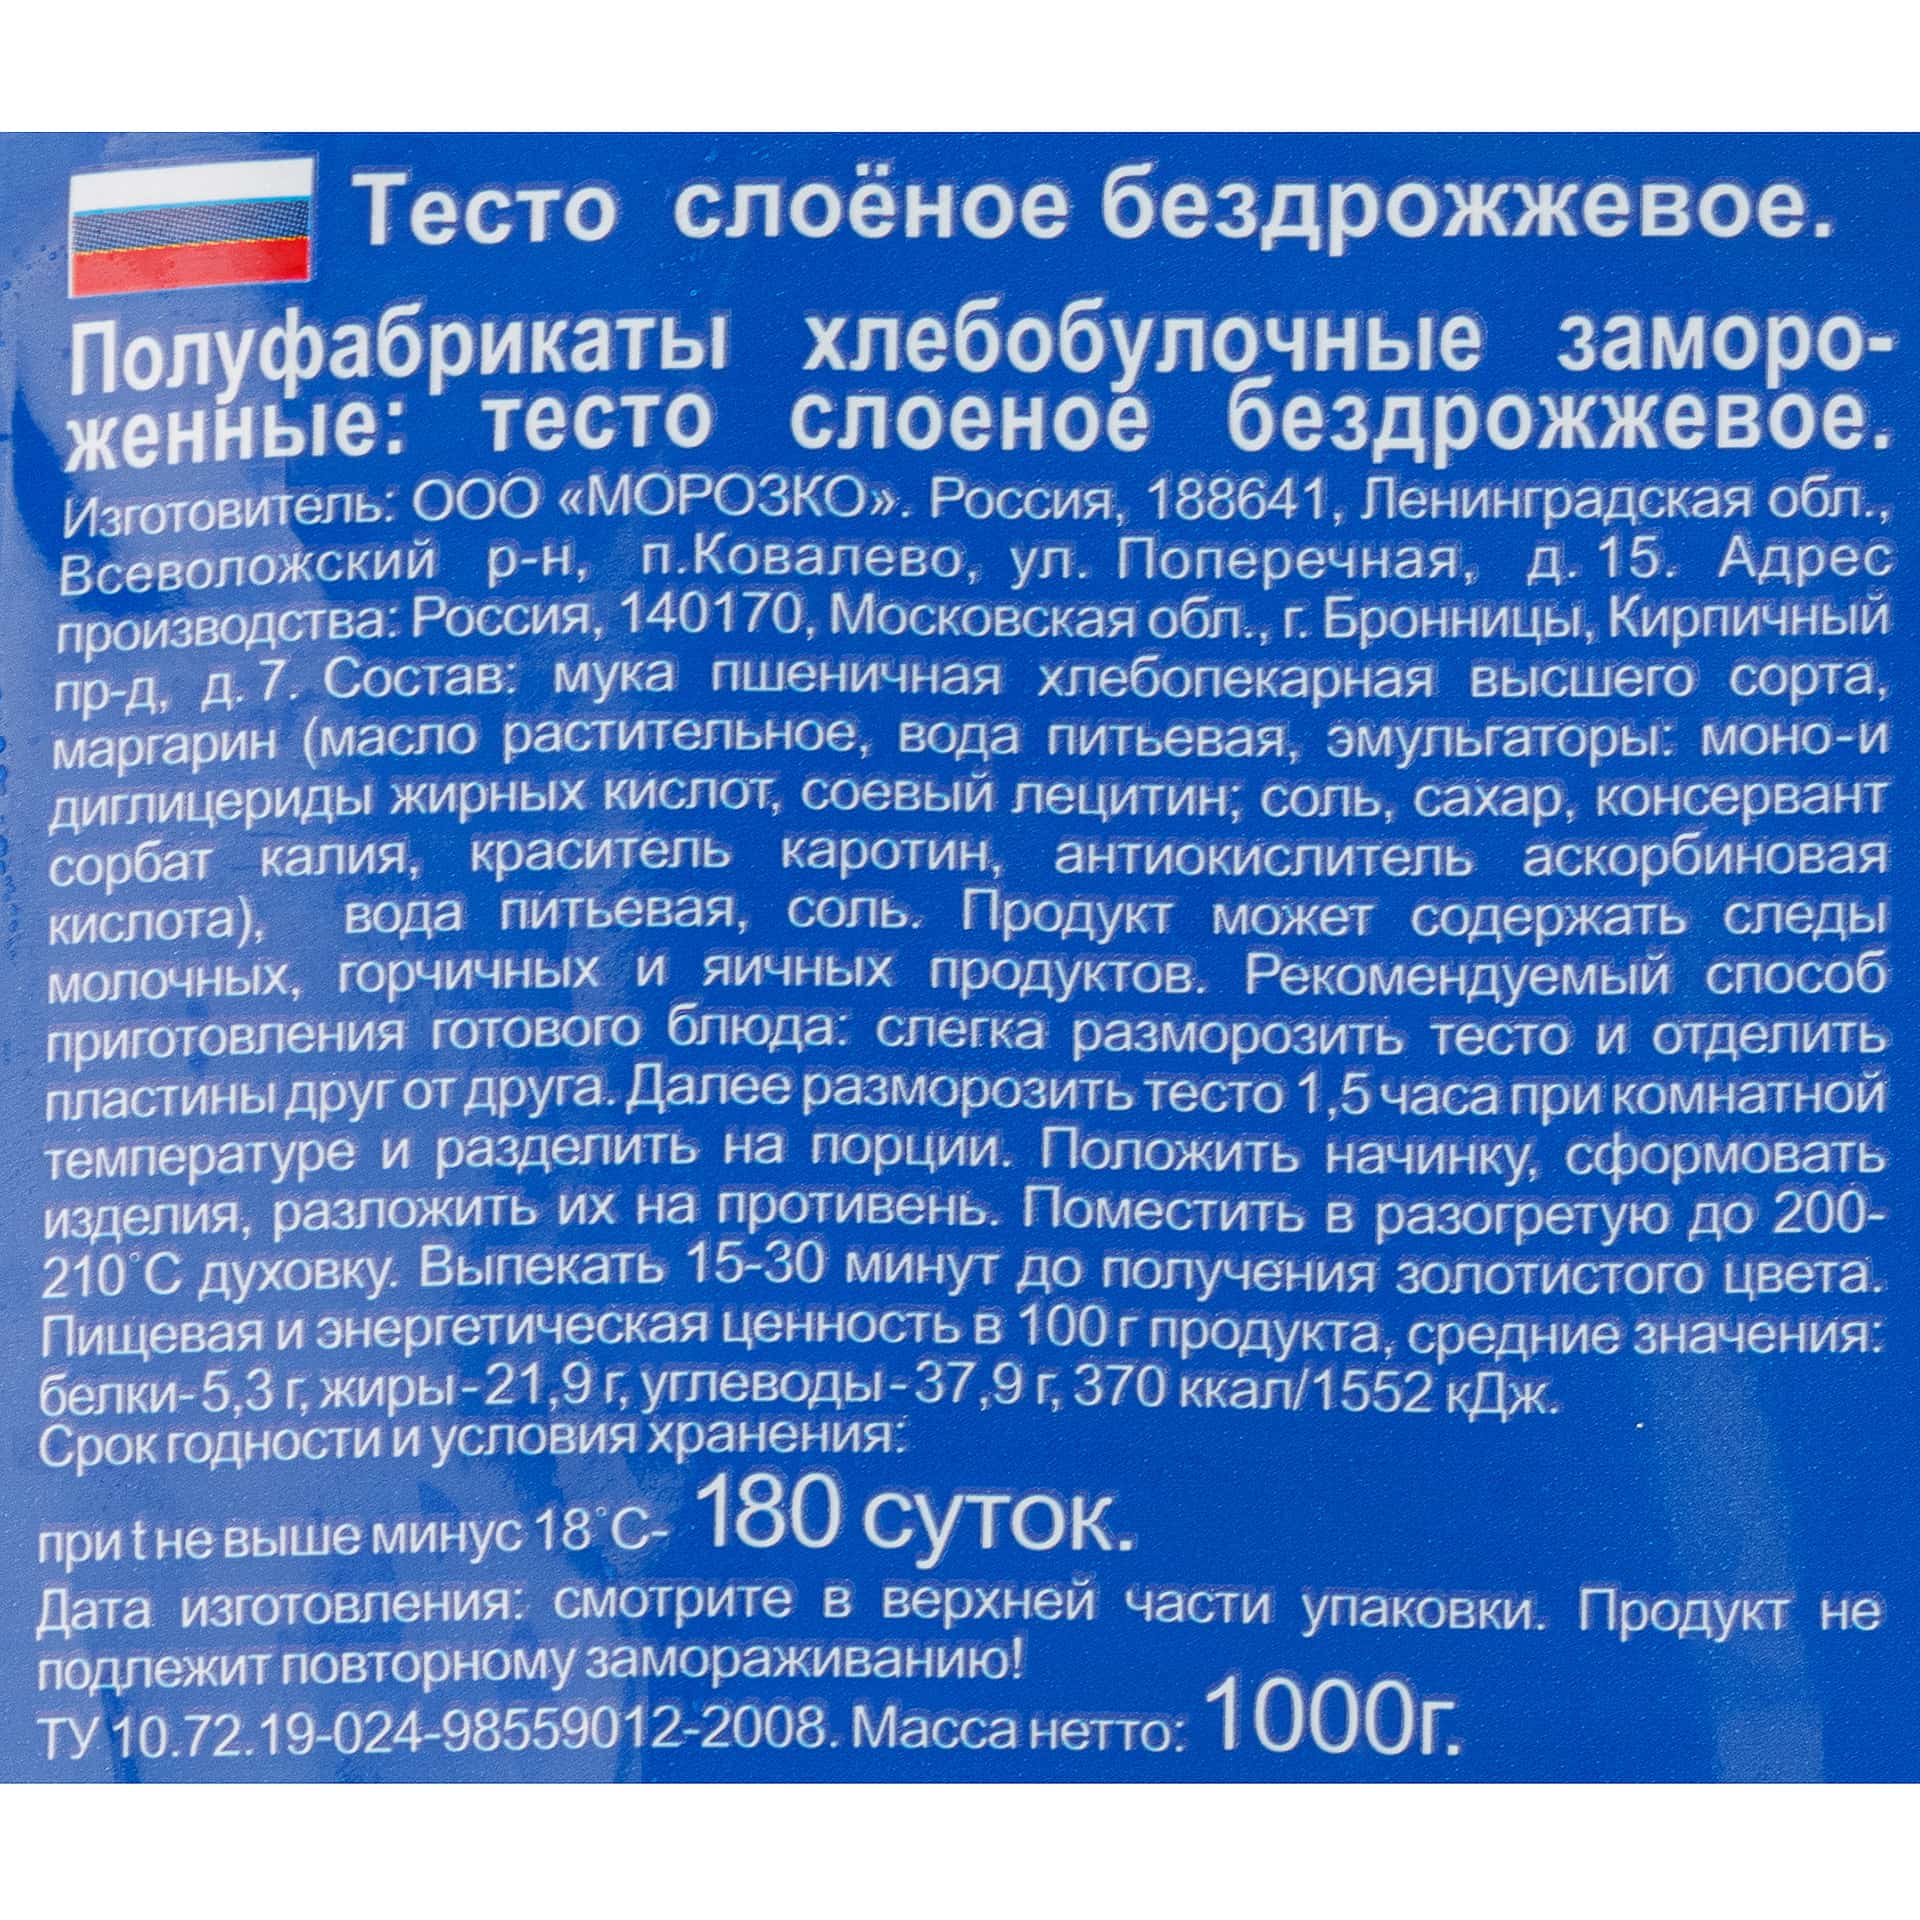 Тесто слоёное бездрожжевое.
Полуфабрикаты хлебобулочные заморо-
женные: тесто слоеное бездрожжевое.
Изготовитель: ООО «МОРОЗКО». Россия, 188641, Ленинградская обл.,
Всеволожский р-н, п.Ковалево, ул. Поперечная, д. 15. Адрес
производства: Россия, 140170, Московская обл., г. Бронницы, Кирпичный
пр-д, д. 7. Состав: мука пшеничная хлебопекарная высшего сорта,
маргарин (масло растительное, вода питьевая, эмульгаторы: моно-и
диглицериды жирных кислот, соевый лецитин; соль, сахар, консервант
сорбат калия, краситель каротин, антиокислитель аскорбиновая
кислота), вода питьевая, соль. Продукт может содержать следы
молочных, горчичных и яичных продуктов. Рекомендуемый способ
приготовления готового блюда: слегка разморозить тесто и отделить
пластины друг от друга. Далее разморозить тесто 1,5 часа при комнатной
температуре и разделить на порции. Положить начинку, сформовать
изделия, разложить их на противень. Поместить в разогретую до 200-
210°С духовку. Выпекать 15-30 минут до получения золотистого цвета.
Пищевая и энергетическая ценность в 100 г продукта, средние значения:
белки- 5,3 г, жиры-21,9 г, углеводы-37,9 г, 370 ккал/1552 кДж.
Срок годности и условия хранения:
при t не выше минус 18°С- 180 суток.
Дата изготовления: смотрите в верхней части упаковки. Продукт не
подлежит повторному замораживанию!
ТУ 10.72.19-024-98559012-2008. Масса нетто: 1000г.